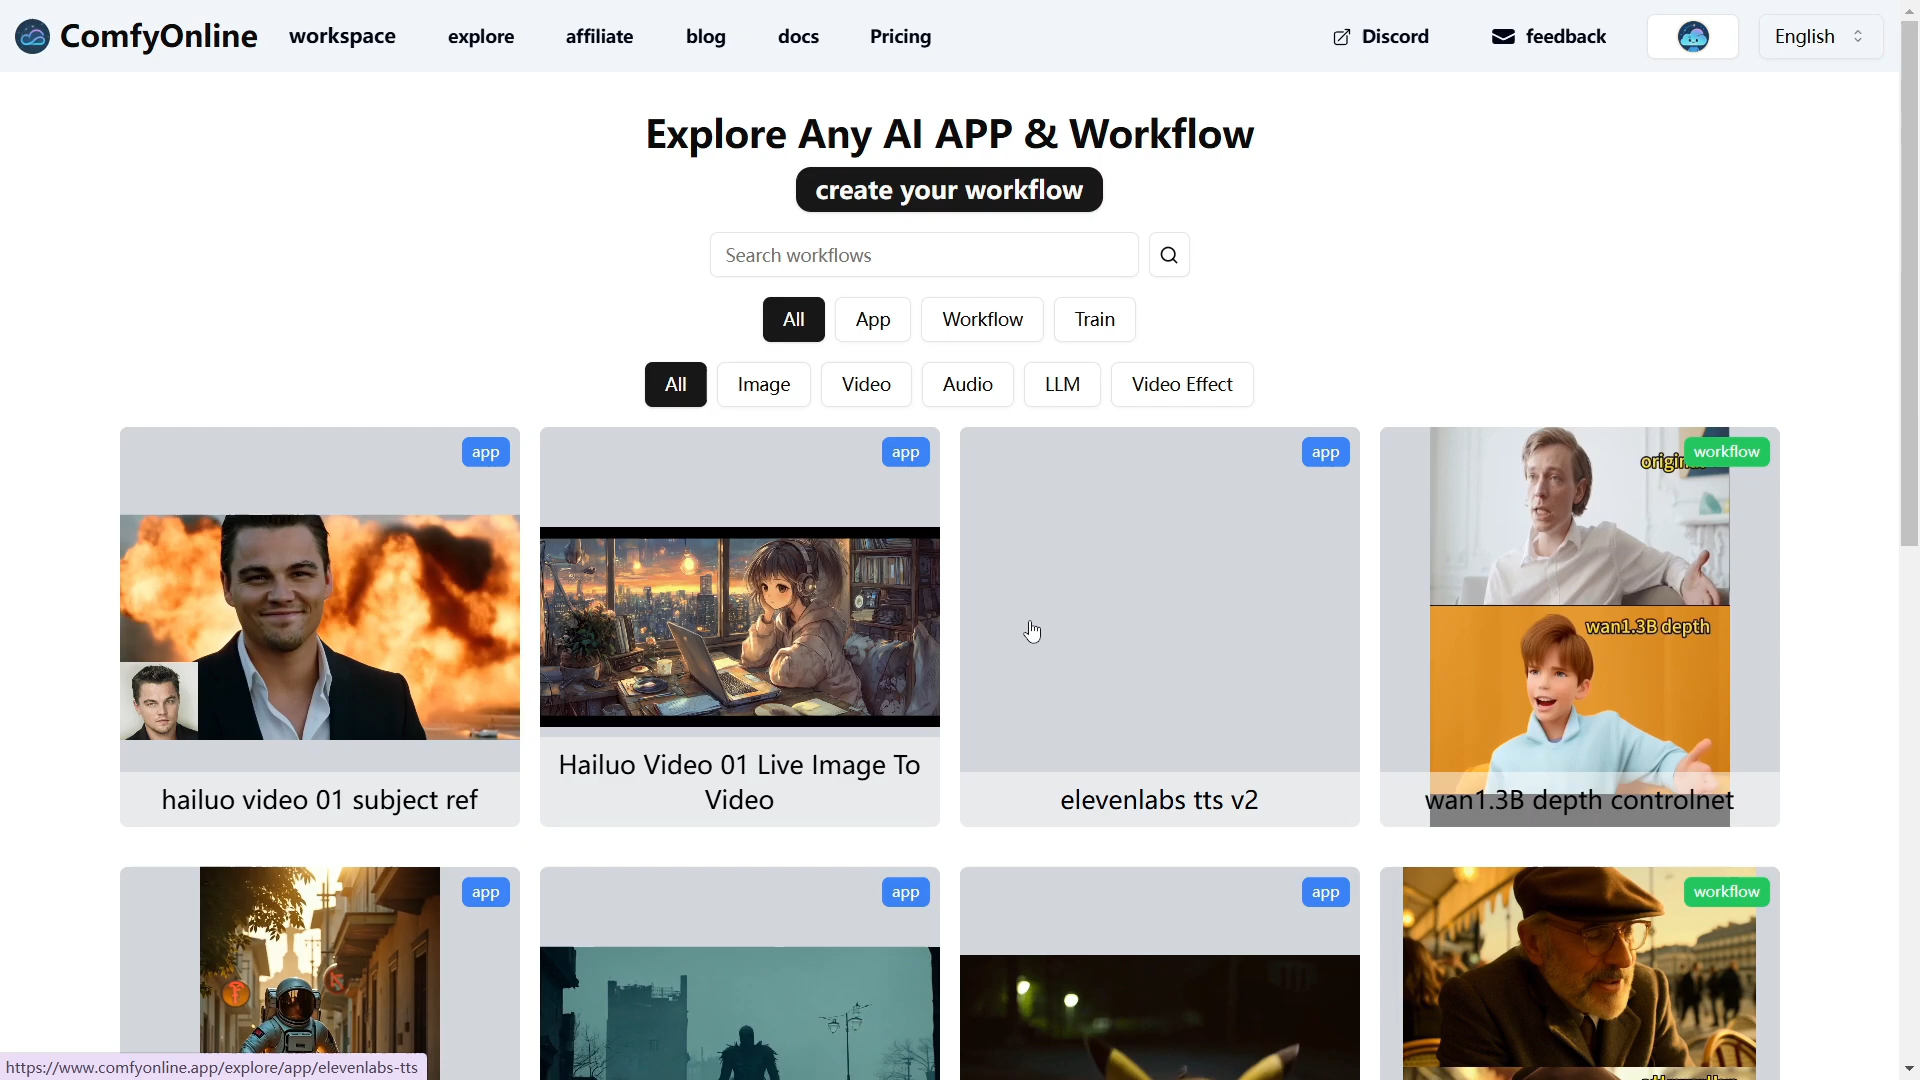 ComfyOnline workspace explore affiliate blog docs Pricing Discord feedback English
Explore Any AI APP & Workflow
create your workflow
Search workflows
All App Workflow Train
All Image Video Audio LLM Video Effect
app
app
app
workflow
wan1.3B depth
hailuo video 01 subject ref
Hailuo Video 01 Live Image To
Video
elevenlabs tts v2
wan1.3B depth controlnet
app
app
app
workflow
https://www.comfyonline.app/explore/app/elevenlabs-tts